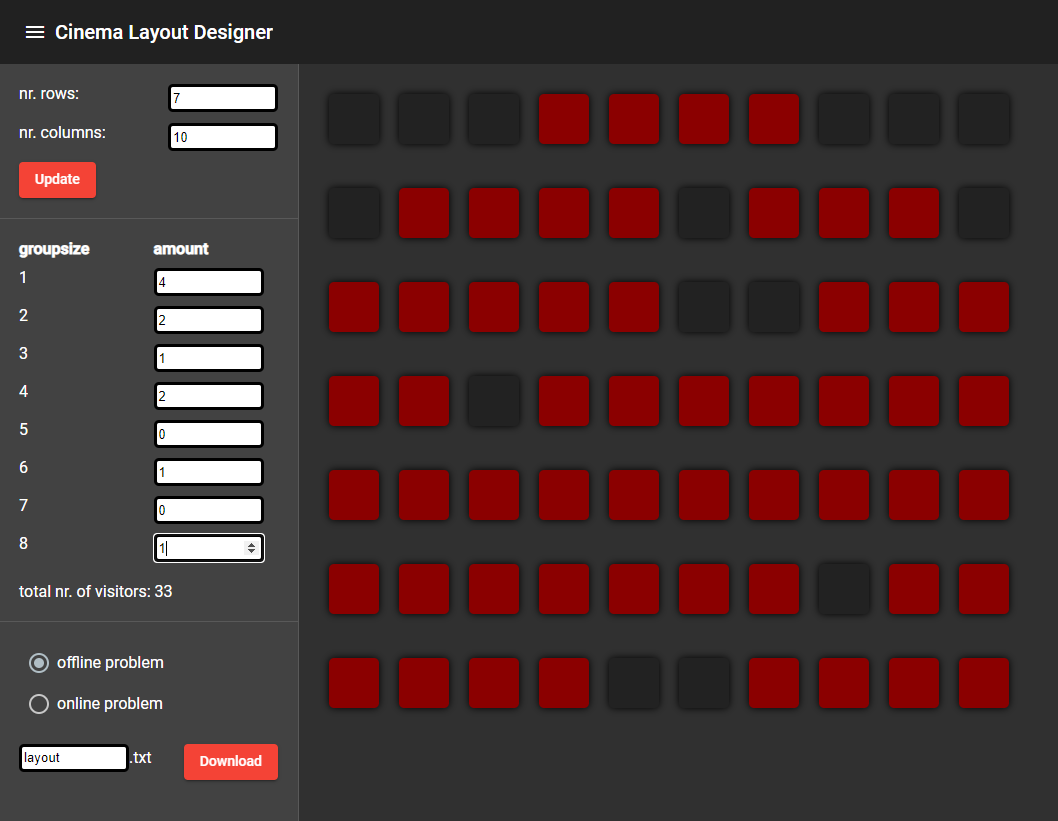 Cinema Layout Designer
nr. rows: 7
nr. columns: 10
Update
groupsize amount
1 4
2 2
3 1
4 2
5 0
6 1
7 0
8 1
total nr. of visitors: 33
offline problem
online problem
layout .txt Download